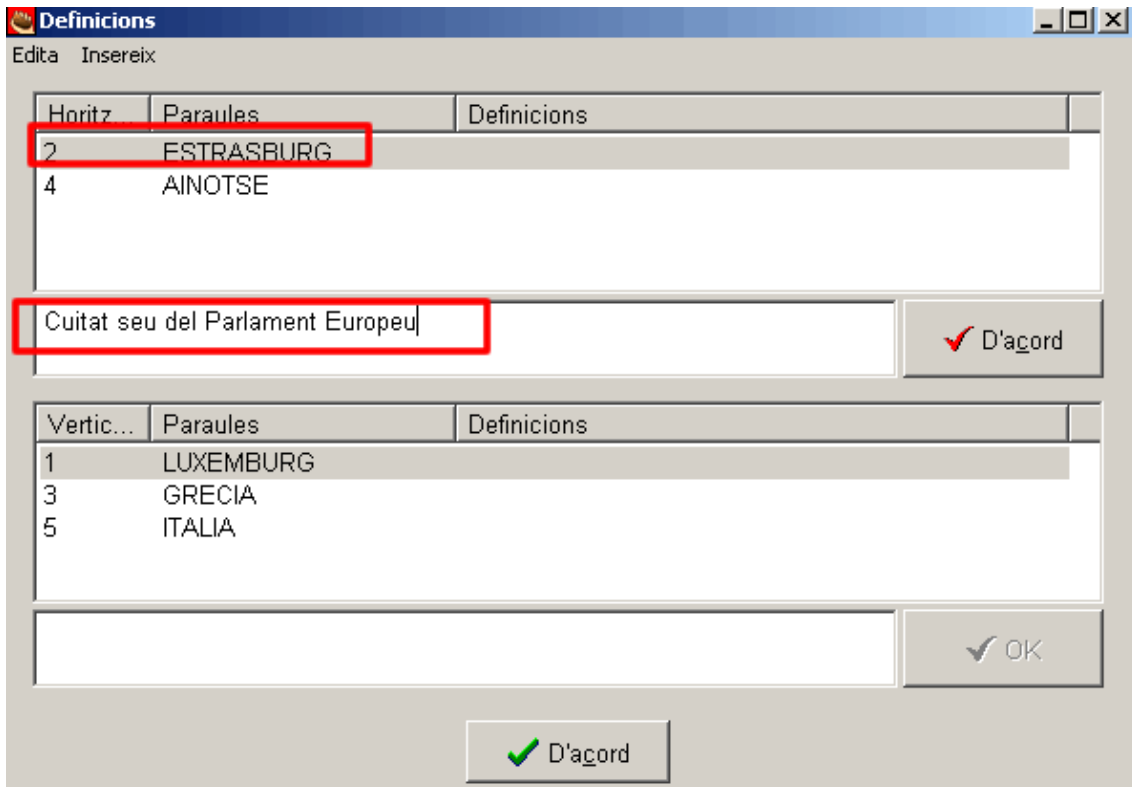 Definicions
Edita Insereix
Horitz... Paraules Definicions
2 ESTRASBURG
4 AINOTSE
Cuitat seu del Parlament Europeu
D'acord
Vertic... Paraules Definicions
1 LUXEMBURG
3 GRECIA
5 ITALIA
OK
D'acord